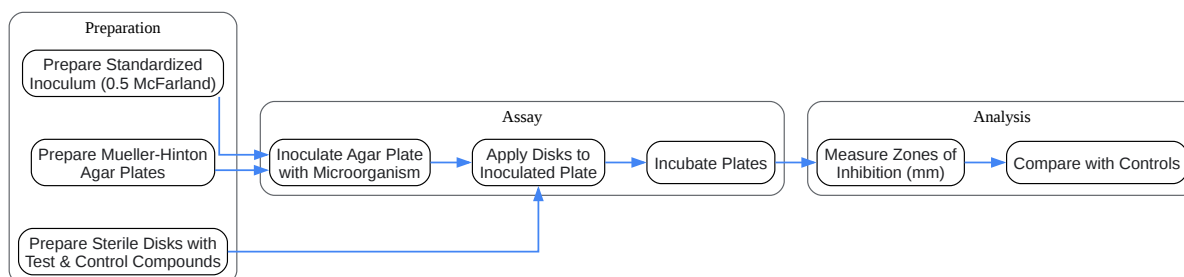 Preparation
Prepare Standardized
Inoculum (0.5 McFarland)
Prepare Mueller-Hinton
Agar Plates
Prepare Sterile Disks with
Test & Control Compounds
Assay
Inoculate Agar Plate
with Microorganism
Apply Disks to
Inoculated Plate
Incubate Plates
Analysis
Measure Zones of
Inhibition (mm)
Compare with Controls